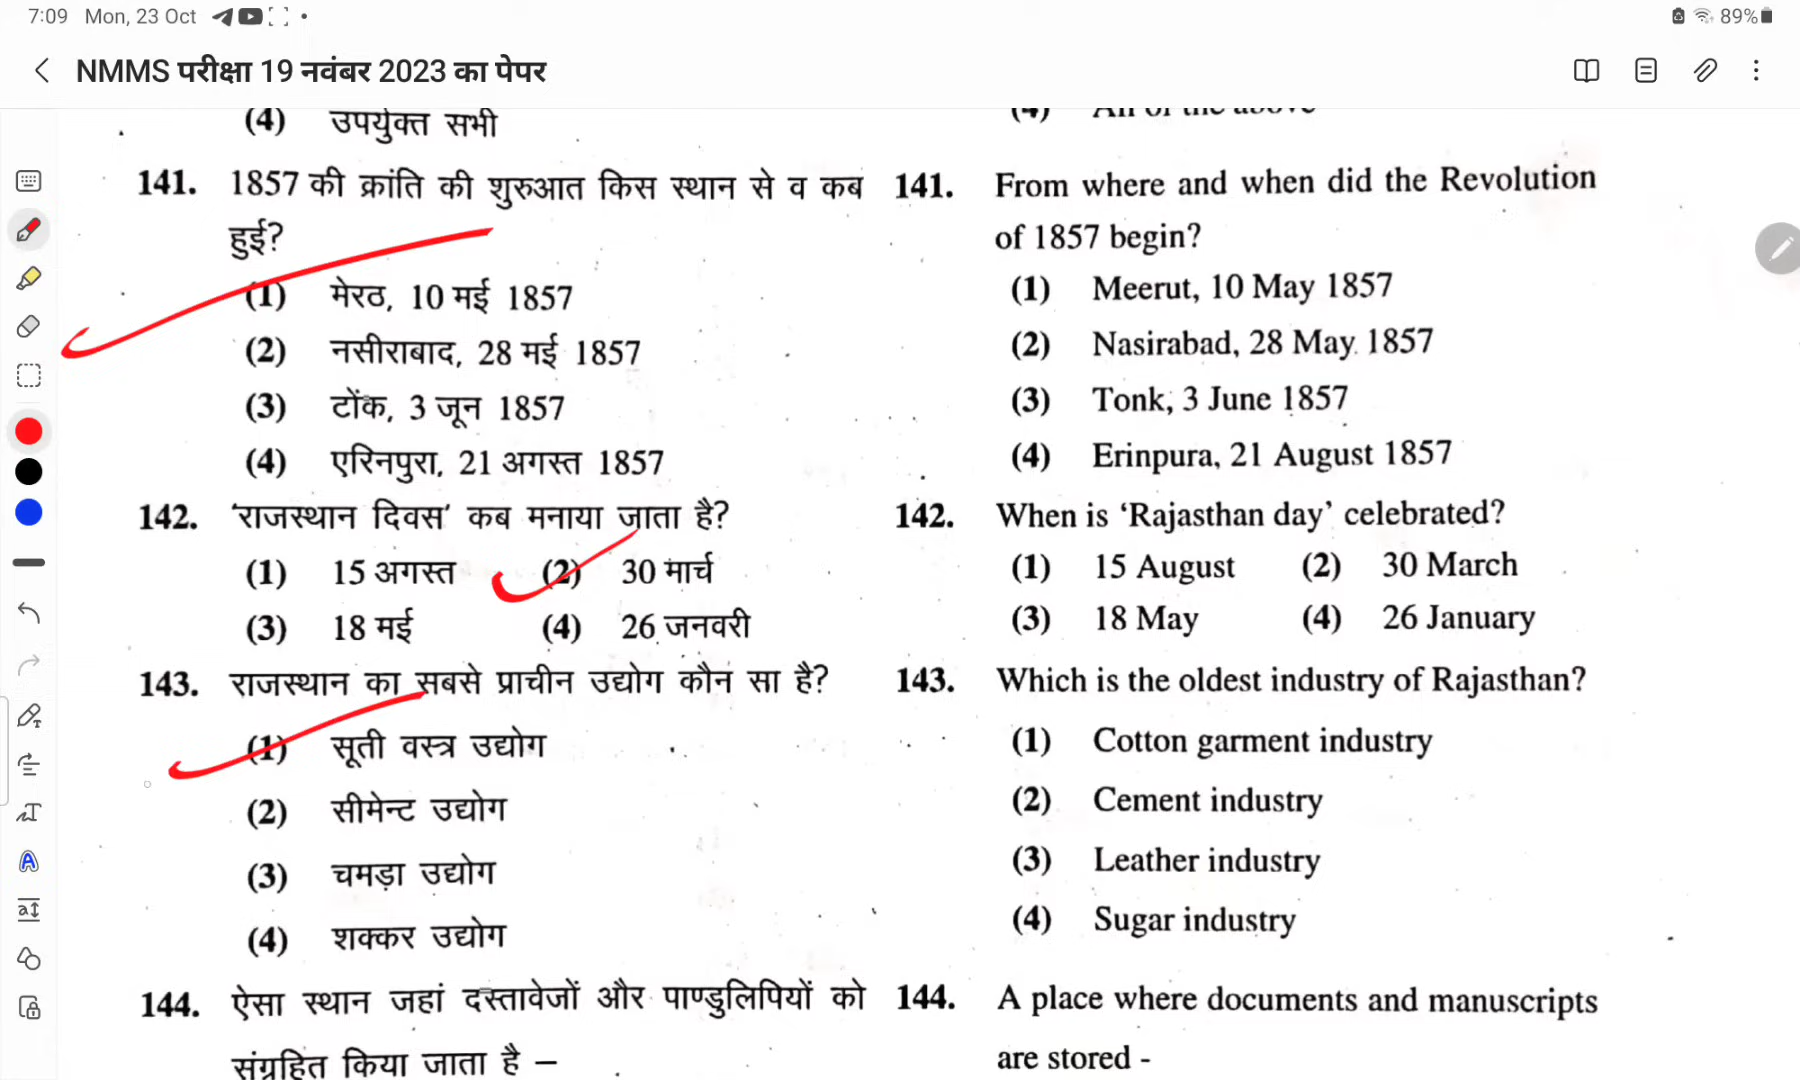 7:09 Mon, 23 Oct
89%
NMMS परीक्षा 19 नवंबर 2023 का पेपर
(4) उपर्युक्त सभी
141. 1857 की क्रांति की शुरुआत किस स्थान से व कब
हुई?
(1) मेरठ, 10 मई 1857
(2) नसीराबाद, 28 मई 1857
(3) टोंक, 3 जून 1857
(4) एरिनपुरा, 21 अगस्त 1857
142. 'राजस्थान दिवस' कब मनाया जाता है?
(1) 15 अगस्त (2) 30 मार्च
(3) 18 मई (4) 26 जनवरी
143. राजस्थान का सबसे प्राचीन उद्योग कौन सा है?
(1) सूती वस्त्र उद्योग
(2) सीमेन्ट उद्योग
(3) चमड़ा उद्योग
(4) शक्कर उद्योग
144. ऐसा स्थान जहां दस्तावेजों और पाण्डुलिपियों को
संग्रहित किया जाता है –
(4) All of the above
141. From where and when did the Revolution
of 1857 begin?
(1) Meerut, 10 May 1857
(2) Nasirabad, 28 May 1857
(3) Tonk, 3 June 1857
(4) Erinpura, 21 August 1857
142. When is 'Rajasthan day' celebrated?
(1) 15 August (2) 30 March
(3) 18 May (4) 26 January
143. Which is the oldest industry of Rajasthan?
(1) Cotton garment industry
(2) Cement industry
(3) Leather industry
(4) Sugar industry
144. A place where documents and manuscripts
are stored -